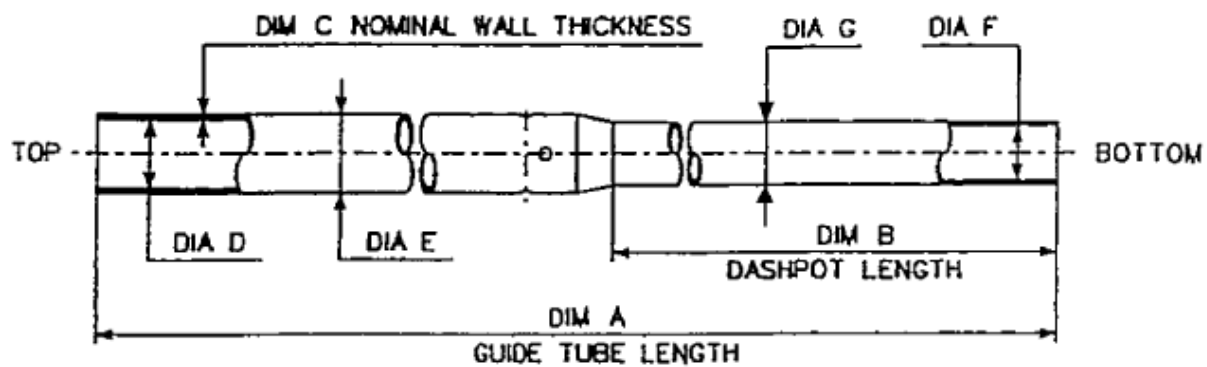 DIM C NOMINAL WALL THICKNESS
DIA G
DIA F
TOP
BOTTOM
DIA D
DIA E
DIM B
DASHPOT LENGTH
DIM A
GUIDE TUBE LENGTH